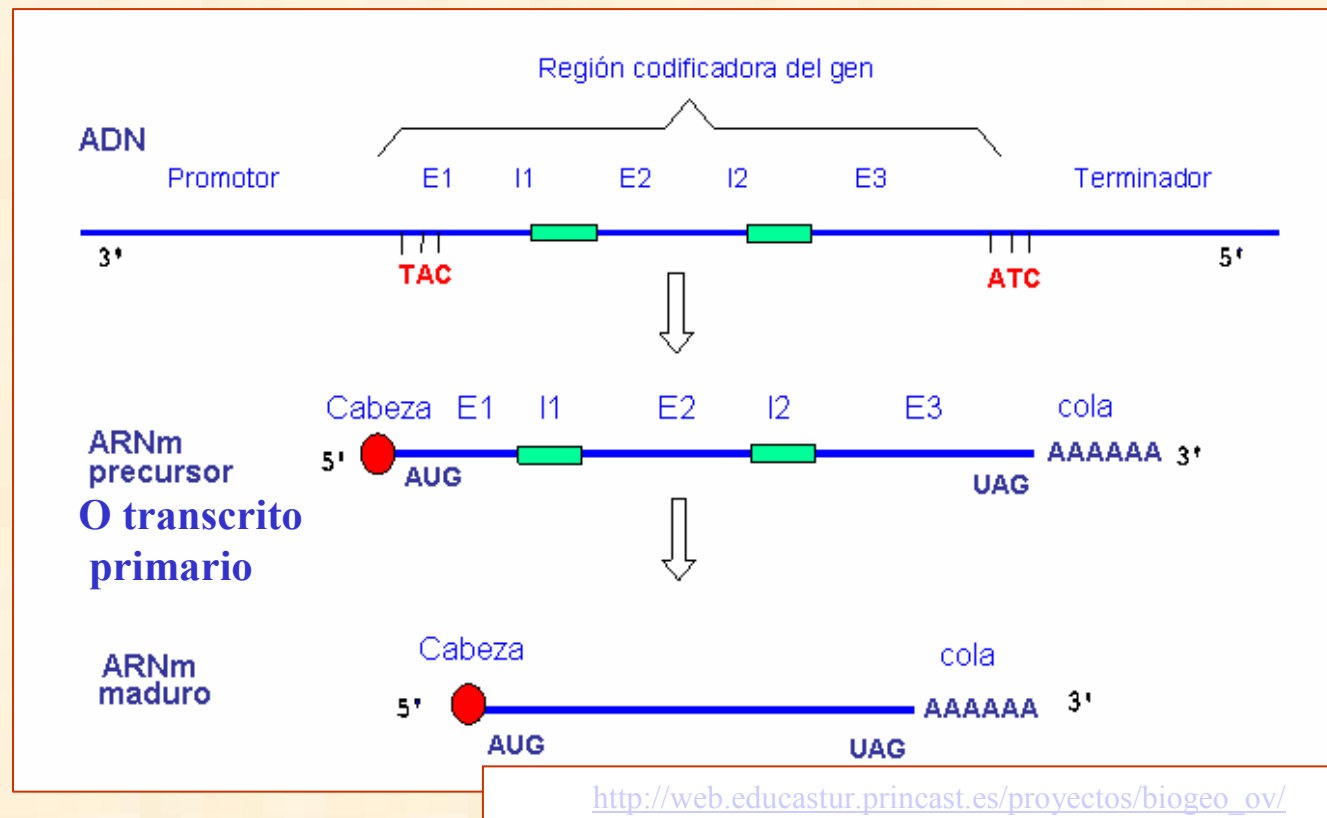 Región codificadora del gen
ADN
Promotor E1 I1 E2 I2 E3 Terminador
3' 5'
TAC ATC
Cabeza E1 I1 E2 I2 E3 cola
ARNm
precursor
5' AAAAAA 3'
AUG UAG
O transcrito
primario
Cabeza cola
ARNm
maduro
5' AAAAAA 3'
AUG UAG
http://web.educastur.princast.es/proyectos/biogeo_ov/